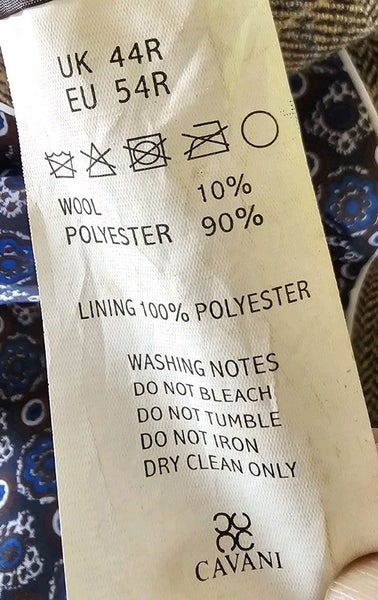 UK 44R
EU 54R
WOOL 10%
POLYESTER 90%
LINING 100% POLYESTER
WASHING NOTES
DO NOT BLEACH
DO NOT TUMBLE
DO NOT IRON
DRY CLEAN ONLY
CAVANI